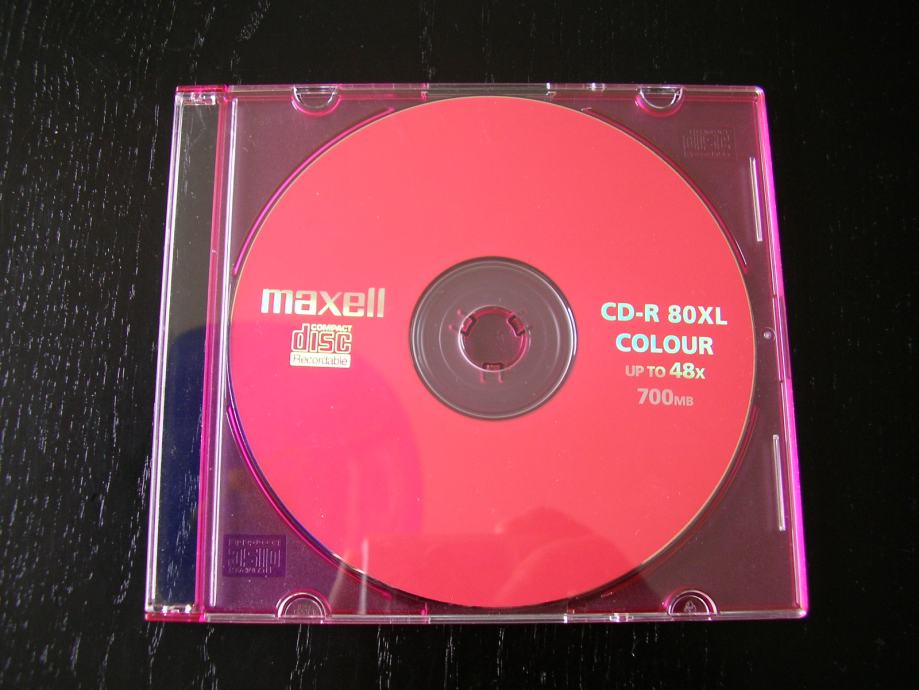 maxell
COMPACT
disc
Recordable
CD-R 80XL
COLOUR
UP TO 48X
700MB